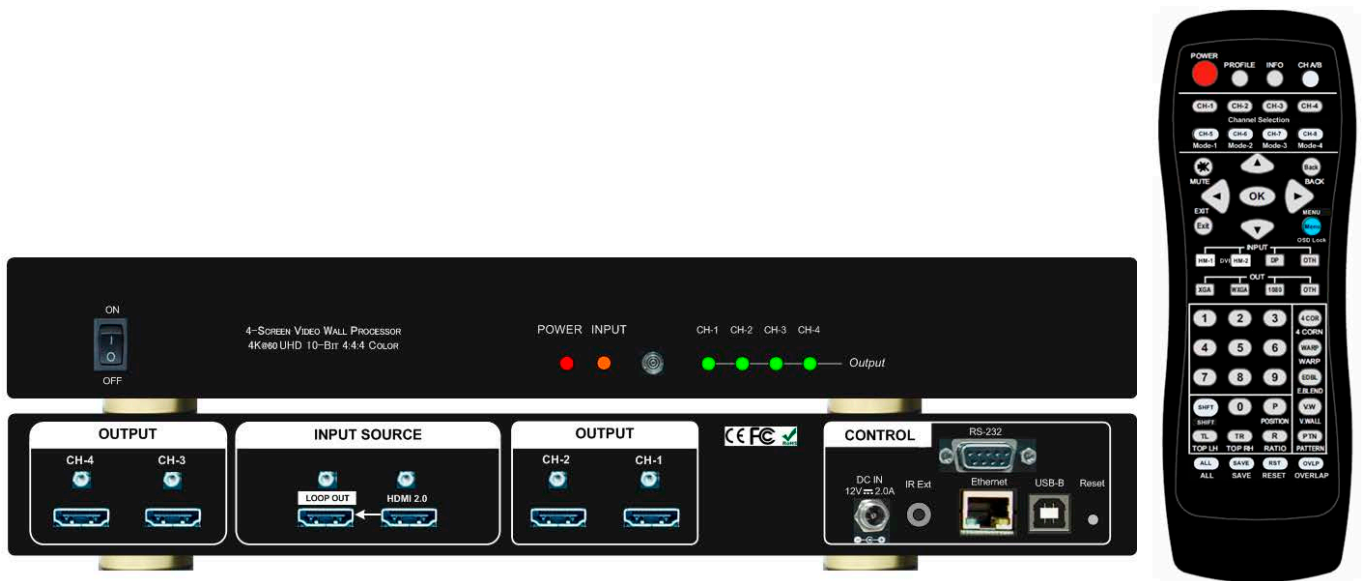 ON
OFF
4-Screen Video Wall Processor
4K@60 UHD 10-Bit 4:4:4 Color
POWER INPUT
CH-1 CH-2 CH-3 CH-4
Output
OUTPUT
CH-4 CH-3
INPUT SOURCE
LOOP OUT HDMI 2.0
OUTPUT
CH-2 CH-1
CE FC RoHS
CONTROL
RS-232
DC IN
12V 2.0A
IR Ext
Ethernet
USB-B
Reset
POWER PROFILE INFO CH A/B
CH-1 CH-2 CH-3 CH-4
Channel Selection
CH-5 CH-6 CH-7 CH-8
Mode-1 Mode-2 Mode-3 Mode-4
Back
MUTE BACK
OK
EXIT MENU
Exit Menu
OSD Lock
INPUT
HM-1 DVI HM-2 DP OTH
OUT
XGA WXGA 1080 OTH
1 2 3 4 COR
4 CORN
4 5 6 WARP
WARP
7 8 9 EDBL
E.BLEND
SHFT 0 P V.W
SHIFT POSITION V.WALL
TL TR R PTN
TOP LH TOP RH RATIO PATTERN
ALL SAVE RST OVLP
ALL SAVE RESET OVERLAP